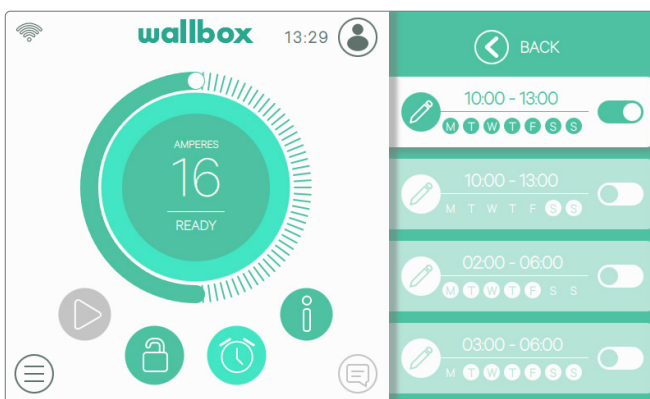 wallbox 13:29
AMPERES
16
READY
BACK
10:00 - 13:00
M T W T F S S
10:00 - 13:00
M T W T F S S
02:00 - 06:00
M T W T F S S
03:00 - 06:00
M T W T F S S